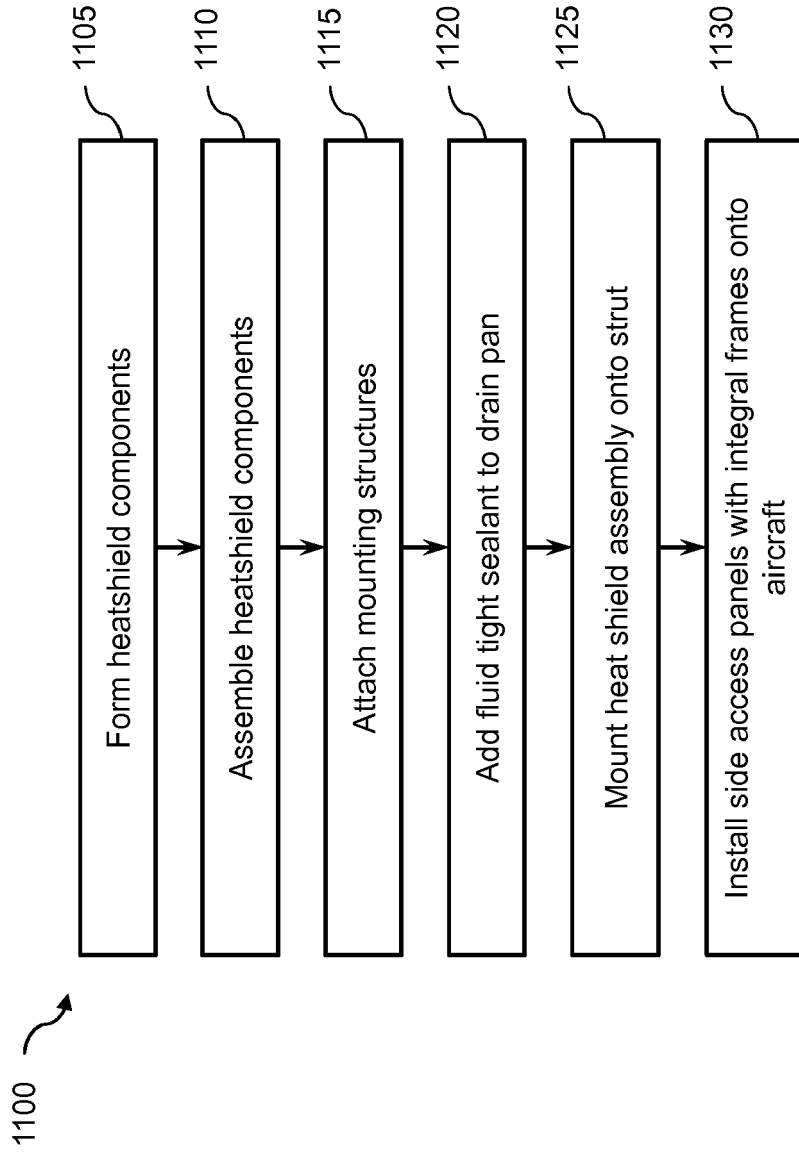 1100
Form heatshield components
1105
Assemble heatshield components
1110
Attach mounting structures
1115
Add fluid tight sealant to drain pan
1120
Mount heat shield assembly onto strut
1125
Install side access panels with integral frames onto
aircraft
1130